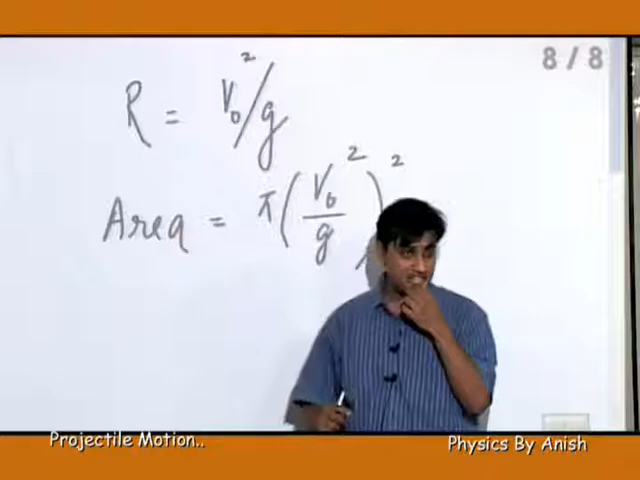 8 / 8
R = V₀²/g
Area = π(V₀²/g)²
Projectile Motion..
Physics By Anish